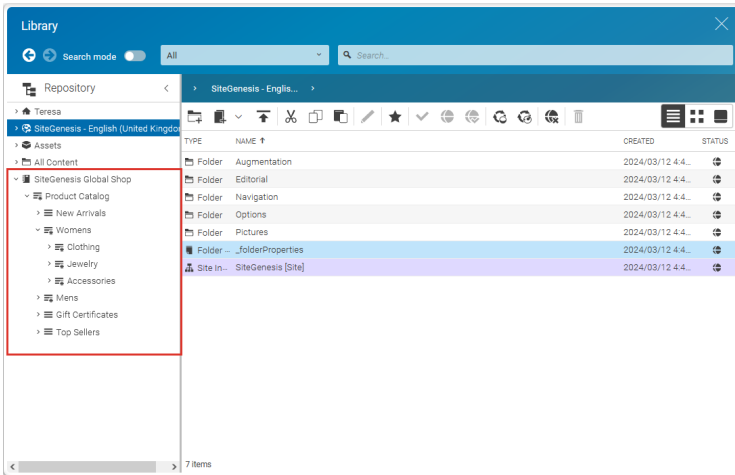 Library
Search mode All Search...
Repository
Teresa
SiteGenesis - English (United Kingdo
Assets
All Content
SiteGenesis Global Shop
Product Catalog
New Arrivals
Womens
Clothing
Jewelry
Accessories
Mens
Gift Certificates
Top Sellers
SiteGenesis - Englis...
TYPE NAME CREATED STATUS
Folder Augmentation 2024/03/12 4:4...
Folder Editorial 2024/03/12 4:4...
Folder Navigation 2024/03/12 4:4...
Folder Options 2024/03/12 4:4...
Folder Pictures 2024/03/12 4:4...
Folder ... _folderProperties 2024/03/12 4:4...
Site In... SiteGenesis [Site] 2024/03/12 4:4...
7 items